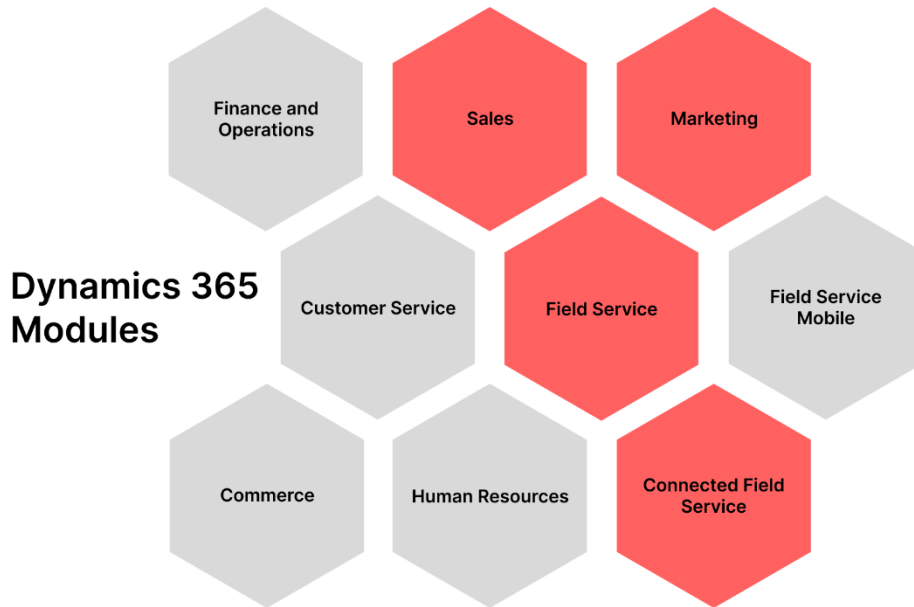 Finance and
Operations
Sales
Marketing
Dynamics 365
Modules
Customer Service
Field Service
Field Service
Mobile
Commerce
Human Resources
Connected Field
Service